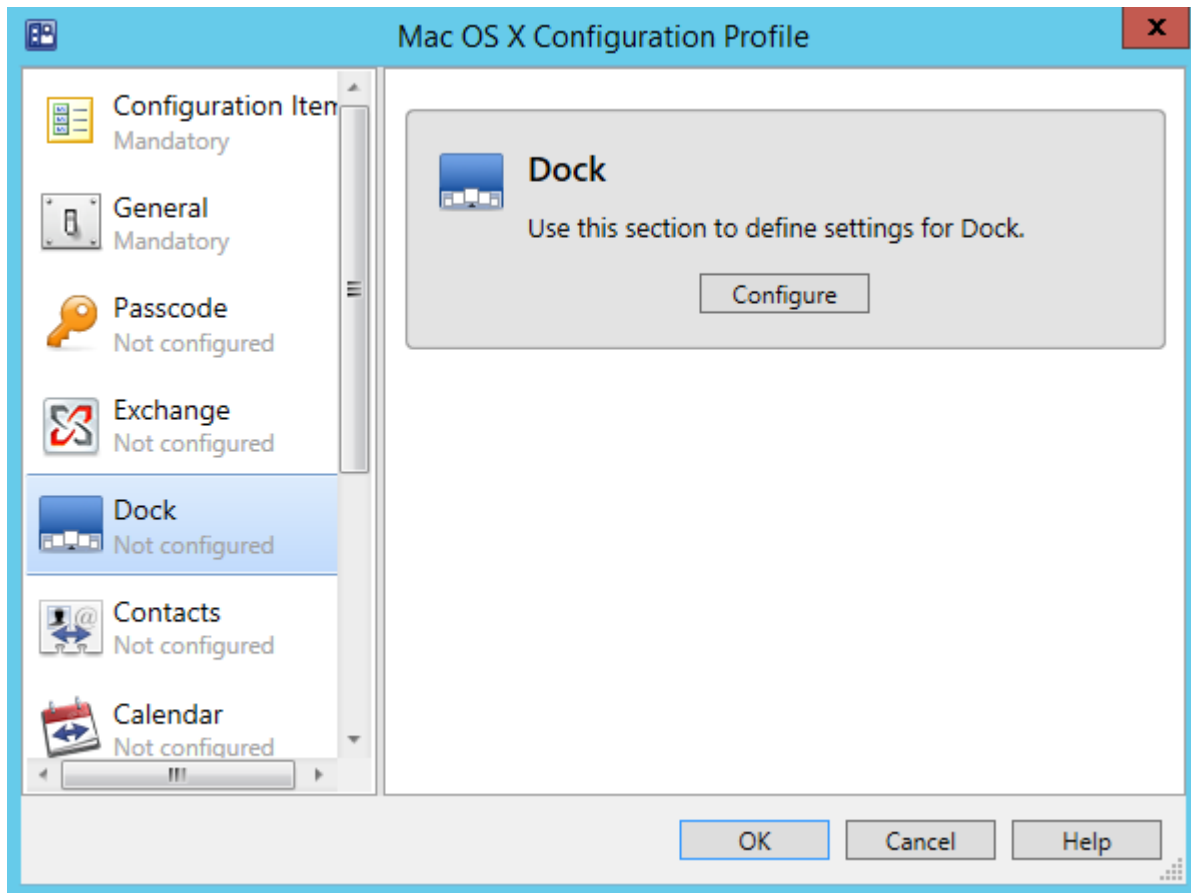 Mac OS X Configuration Profile
x
Configuration Item
Mandatory
General
Mandatory
Passcode
Not configured
Exchange
Not configured
Dock
Not configured
Contacts
Not configured
Calendar
Not configured
Dock
Use this section to define settings for Dock.
Configure
OK
Cancel
Help